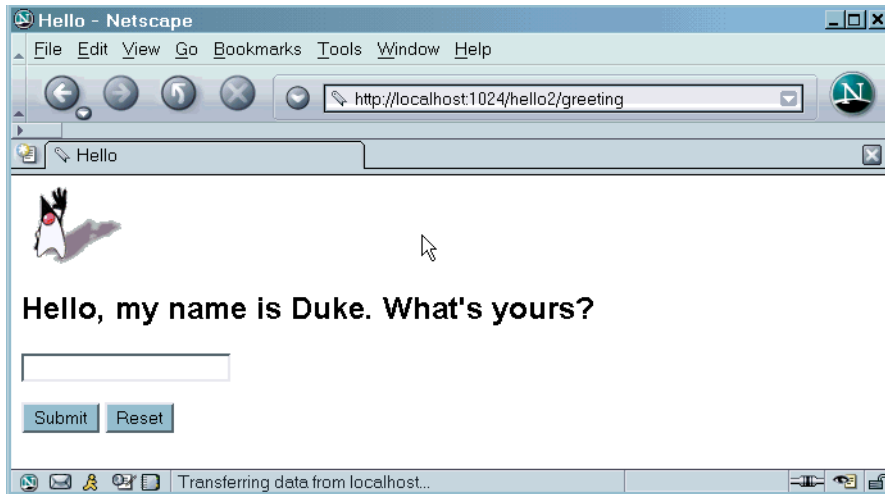 Hello - Netscape
File Edit View Go Bookmarks Tools Window Help
http://localhost:1024/hello2/greeting
N
Hello
Hello, my name is Duke. What's yours?
Submit Reset
Transferring data from localhost...